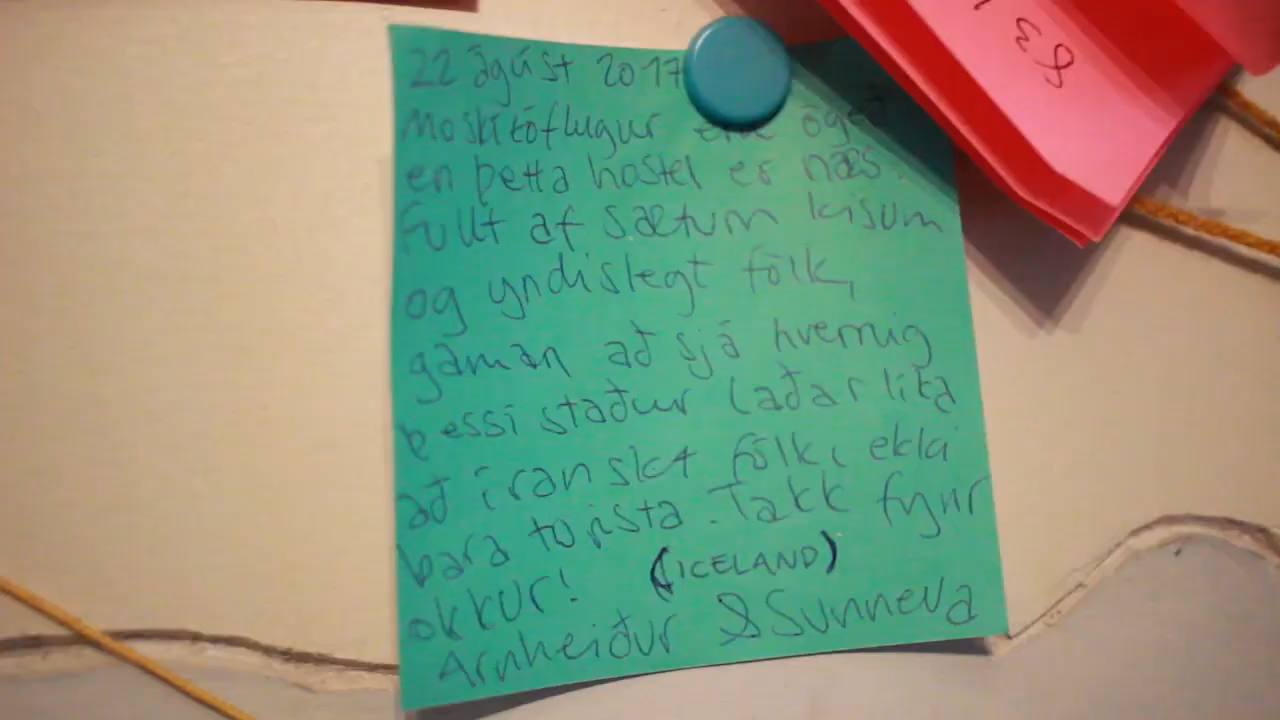 22 ágúst 2017
Moskítóflugur
en þetta hostel er næs.
Fullt af sætum kisum
og yndislegt fólk,
gaman að sjá hvernig
þessi staður laðar líka
að íranskt fólk, ekki
bara túrista. Takk fyrir
okkur! (ICELAND)
Arnheiður & Sunneva